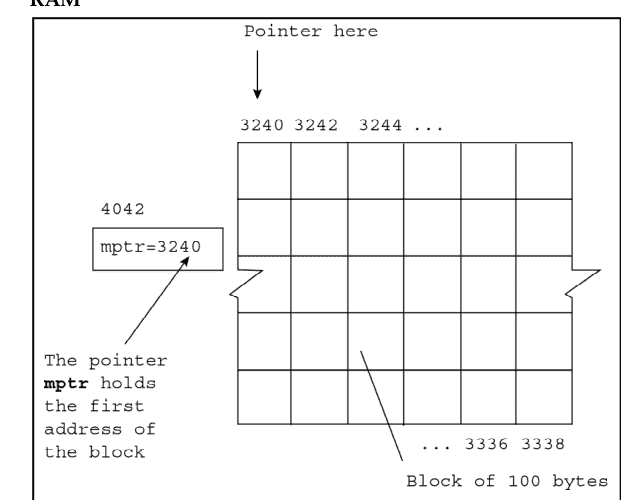 RAM
Pointer here
3240 3242 3244 ...
4042
mptr=3240
The pointer
mptr holds
the first
address of
the block
... 3336 3338
Block of 100 bytes